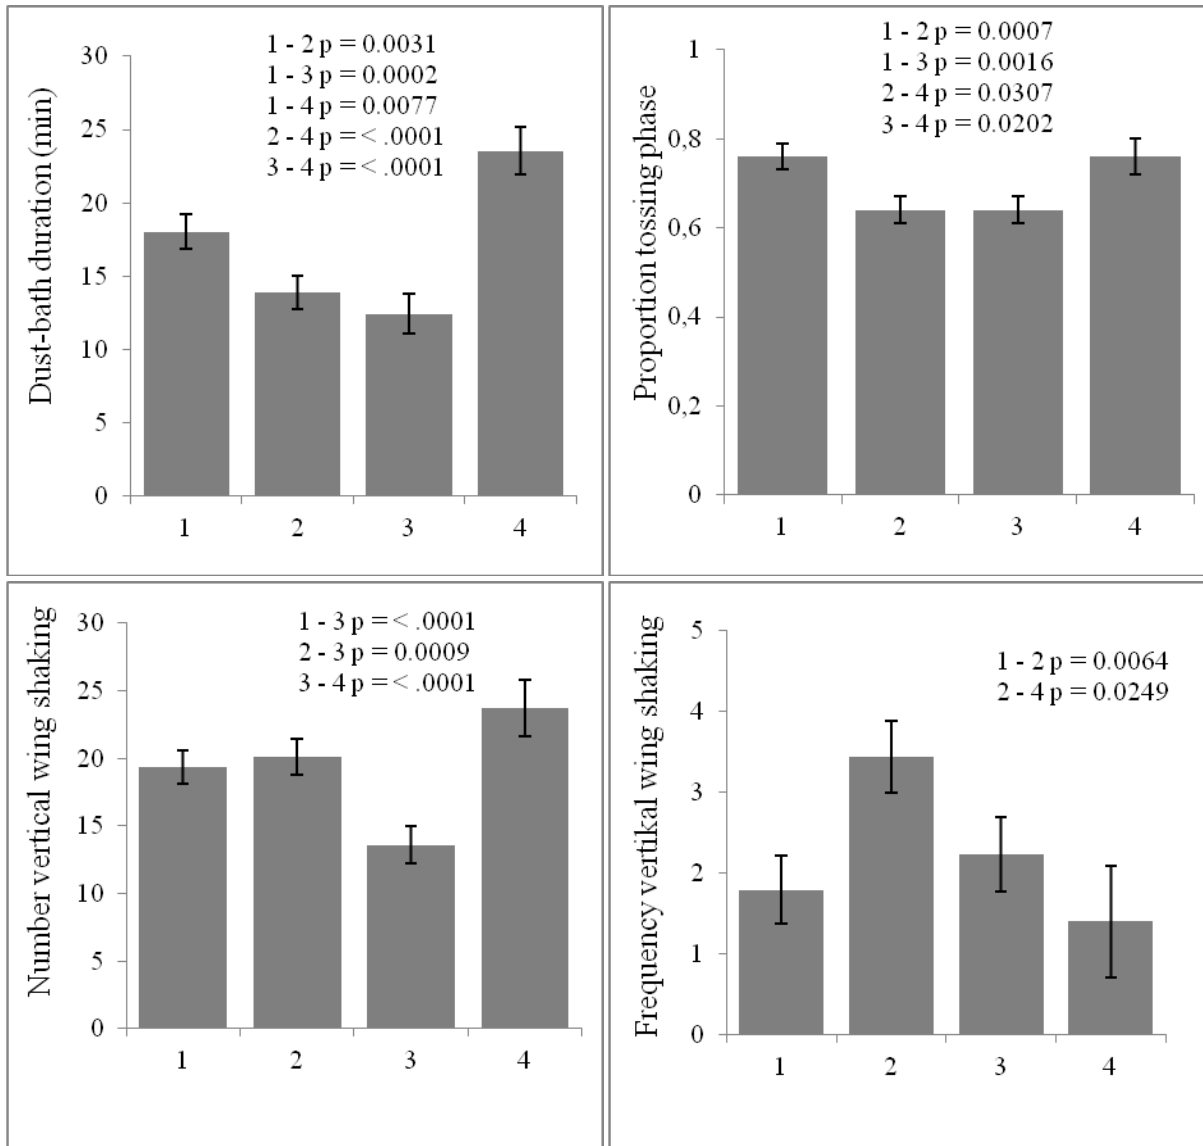 Dust-bath duration (min)
30
25
20
15
10
5
0
1 - 2 p = 0.0031
1 - 3 p = 0.0002
1 - 4 p = 0.0077
2 - 4 p = < .0001
3 - 4 p = < .0001
1 2 3 4
Proportion tossing phase
1
0,8
0,6
0,4
0,2
0
1 - 2 p = 0.0007
1 - 3 p = 0.0016
2 - 4 p = 0.0307
3 - 4 p = 0.0202
1 2 3 4
Number vertical wing shaking
30
25
20
15
10
5
0
1 - 3 p = < .0001
2 - 3 p = 0.0009
3 - 4 p = < .0001
1 2 3 4
Frequency vertikal wing shaking
5
4
3
2
1
0
1 - 2 p = 0.0064
2 - 4 p = 0.0249
1 2 3 4